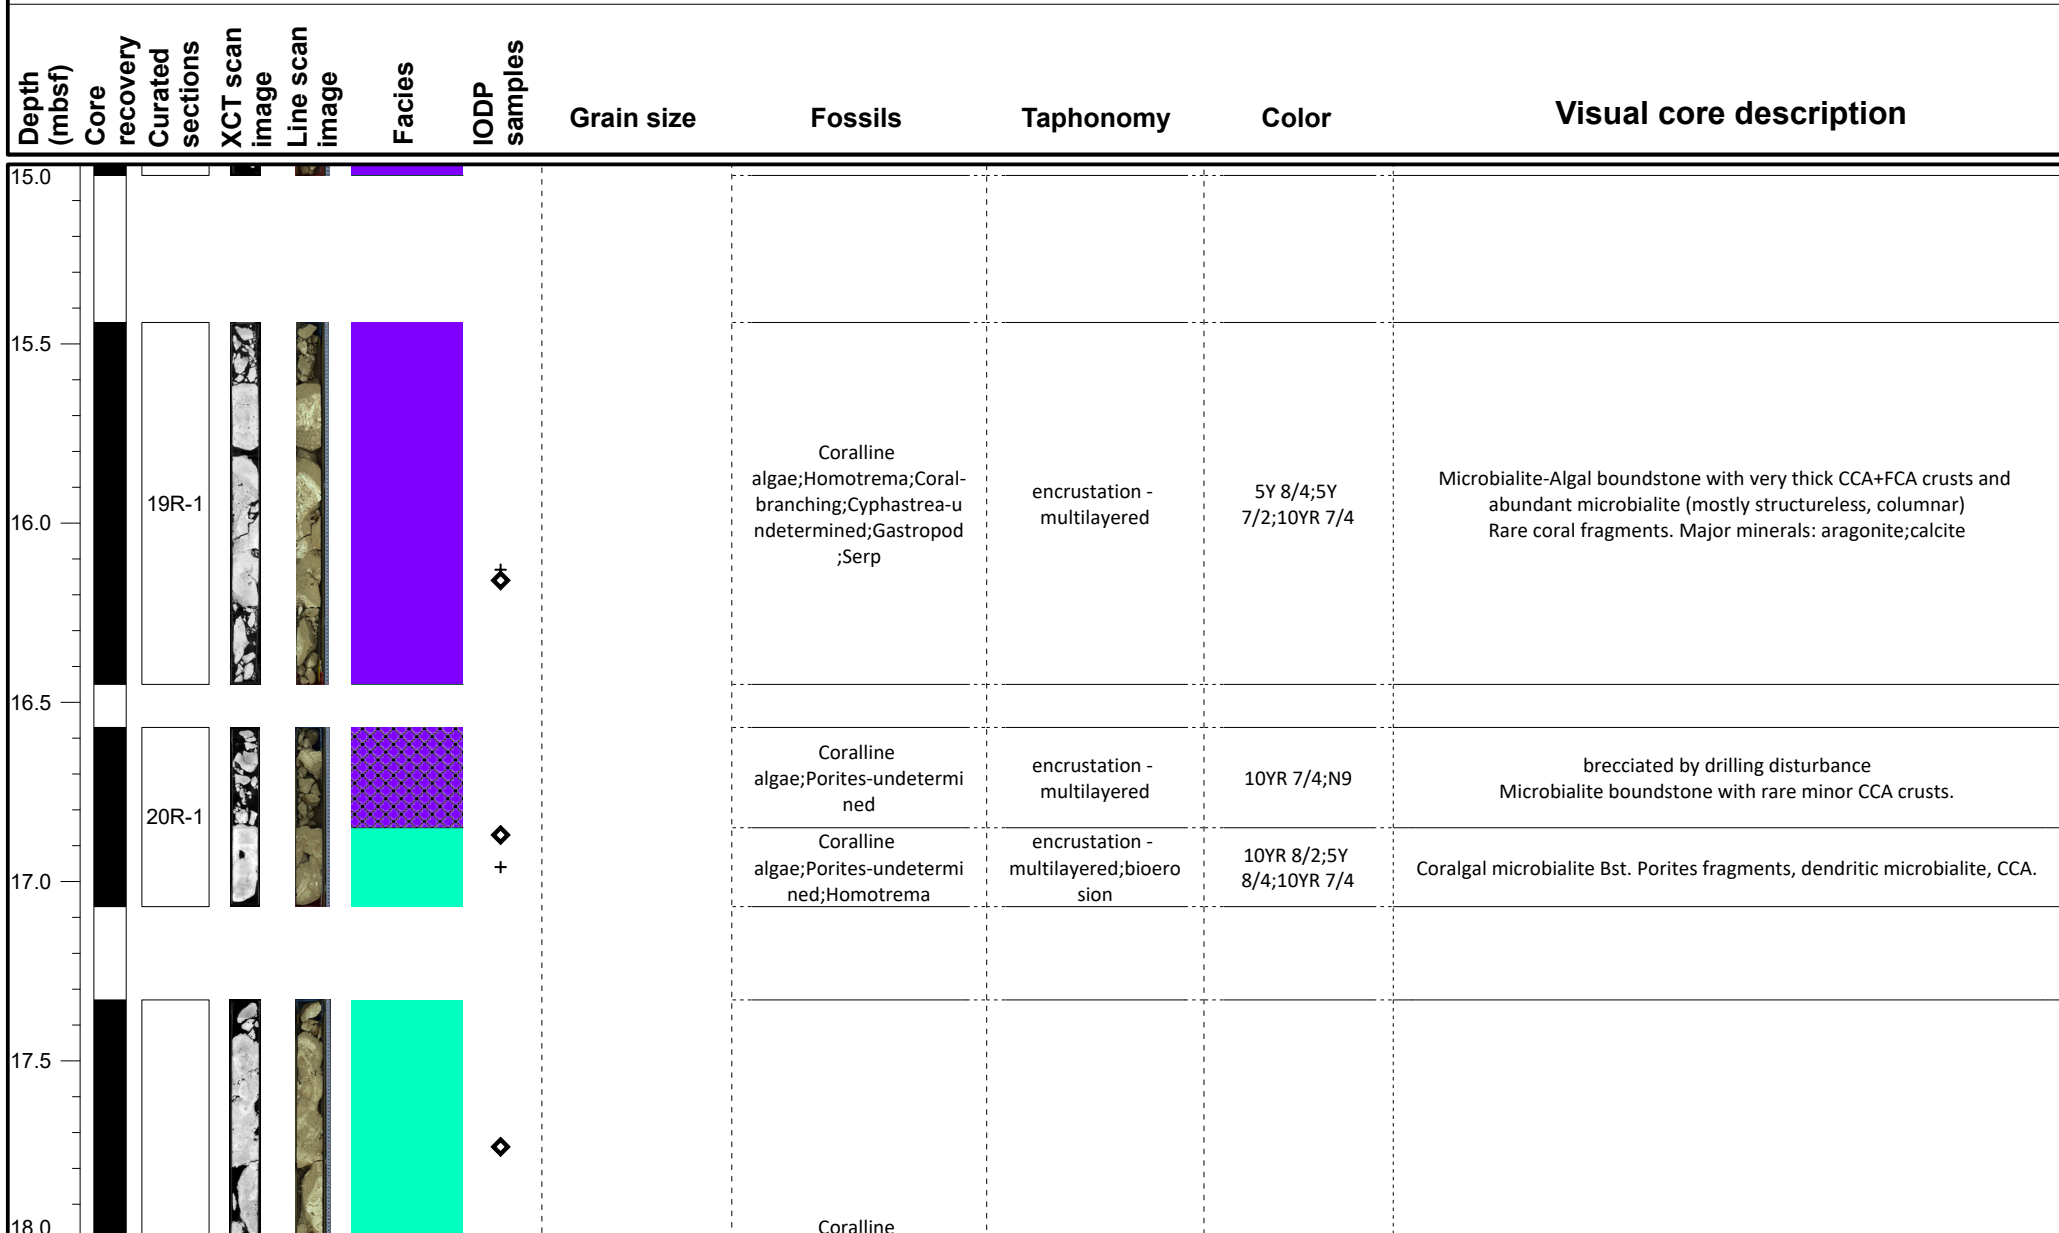 Depth
(mbsf)
Core
recovery
Curated
sections
XCT scan
image
Line scan
image
Facies
IODP
samples
Grain size
Fossils
Taphonomy
Color
Visual core description
15.0
15.5
19R-1
Coralline
algae;Homotrema;Coral-
branching;Cyphastrea-u
ndetermined;Gastropod
;Serp
encrustation -
multilayered
5Y 8/4;5Y
7/2;10YR 7/4
Microbialite-Algal boundstone with very thick CCA+FCA crusts and
abundant microbialite (mostly structureless, columnar)
Rare coral fragments. Major minerals: aragonite;calcite
16.0
+
16.5
20R-1
Coralline
algae;Porites-undetermi
ned
encrustation -
multilayered
10YR 7/4;N9
brecciated by drilling disturbance
Microbialite boundstone with rare minor CCA crusts.
Coralline
algae;Porites-undetermi
ned;Homotrema
encrustation -
multilayered;bioero
sion
10YR 8/2;5Y
8/4;10YR 7/4
Coralgal microbialite Bst. Porites fragments, dendritic microbialite, CCA.
+
17.0
17.5
18.0
Coralline